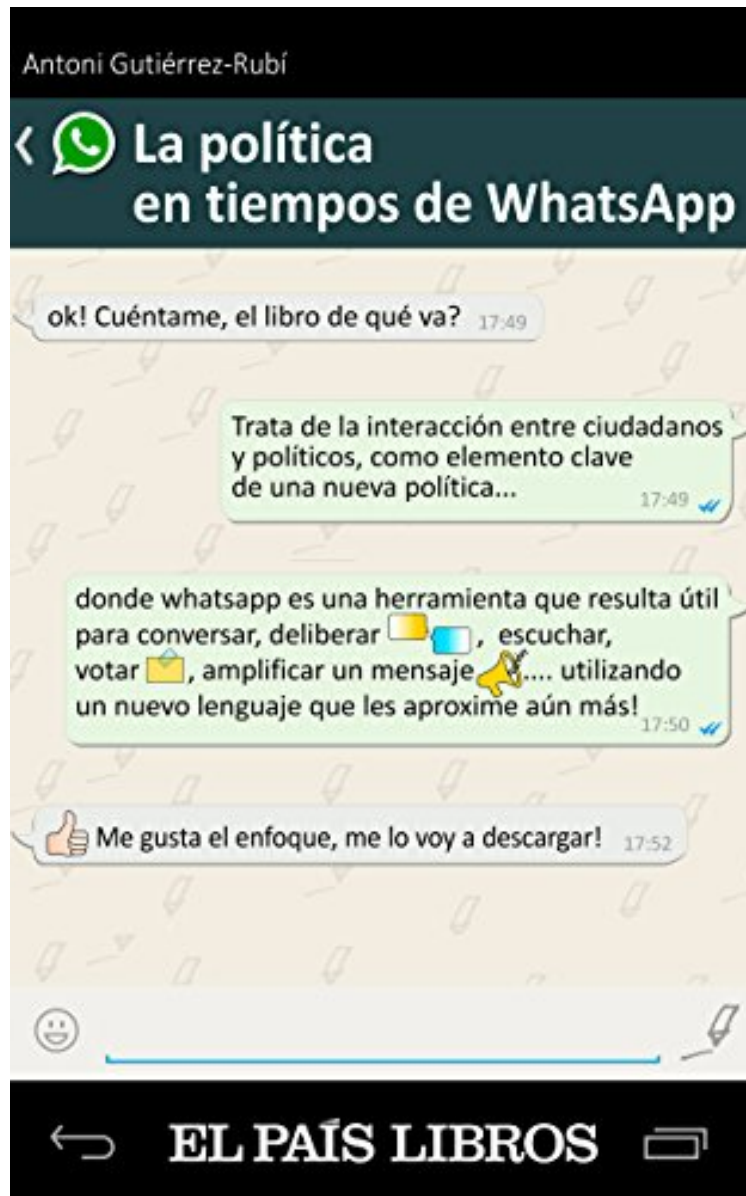 Antoni Gutiérrez-Rubí
La política
en tiempos de WhatsApp
ok! Cuéntame, el libro de qué va? 17:49
Trata de la interacción entre ciudadanos
y políticos, como elemento clave
de una nueva política... 17:49
donde whatsapp es una herramienta que resulta útil
para conversar, deliberar , escuchar,
votar , amplificar un mensaje .... utilizando
un nuevo lenguaje que les aproxime aún más!
17:50
Me gusta el enfoque, me lo voy a descargar! 17:52
EL PAÍS LIBROS